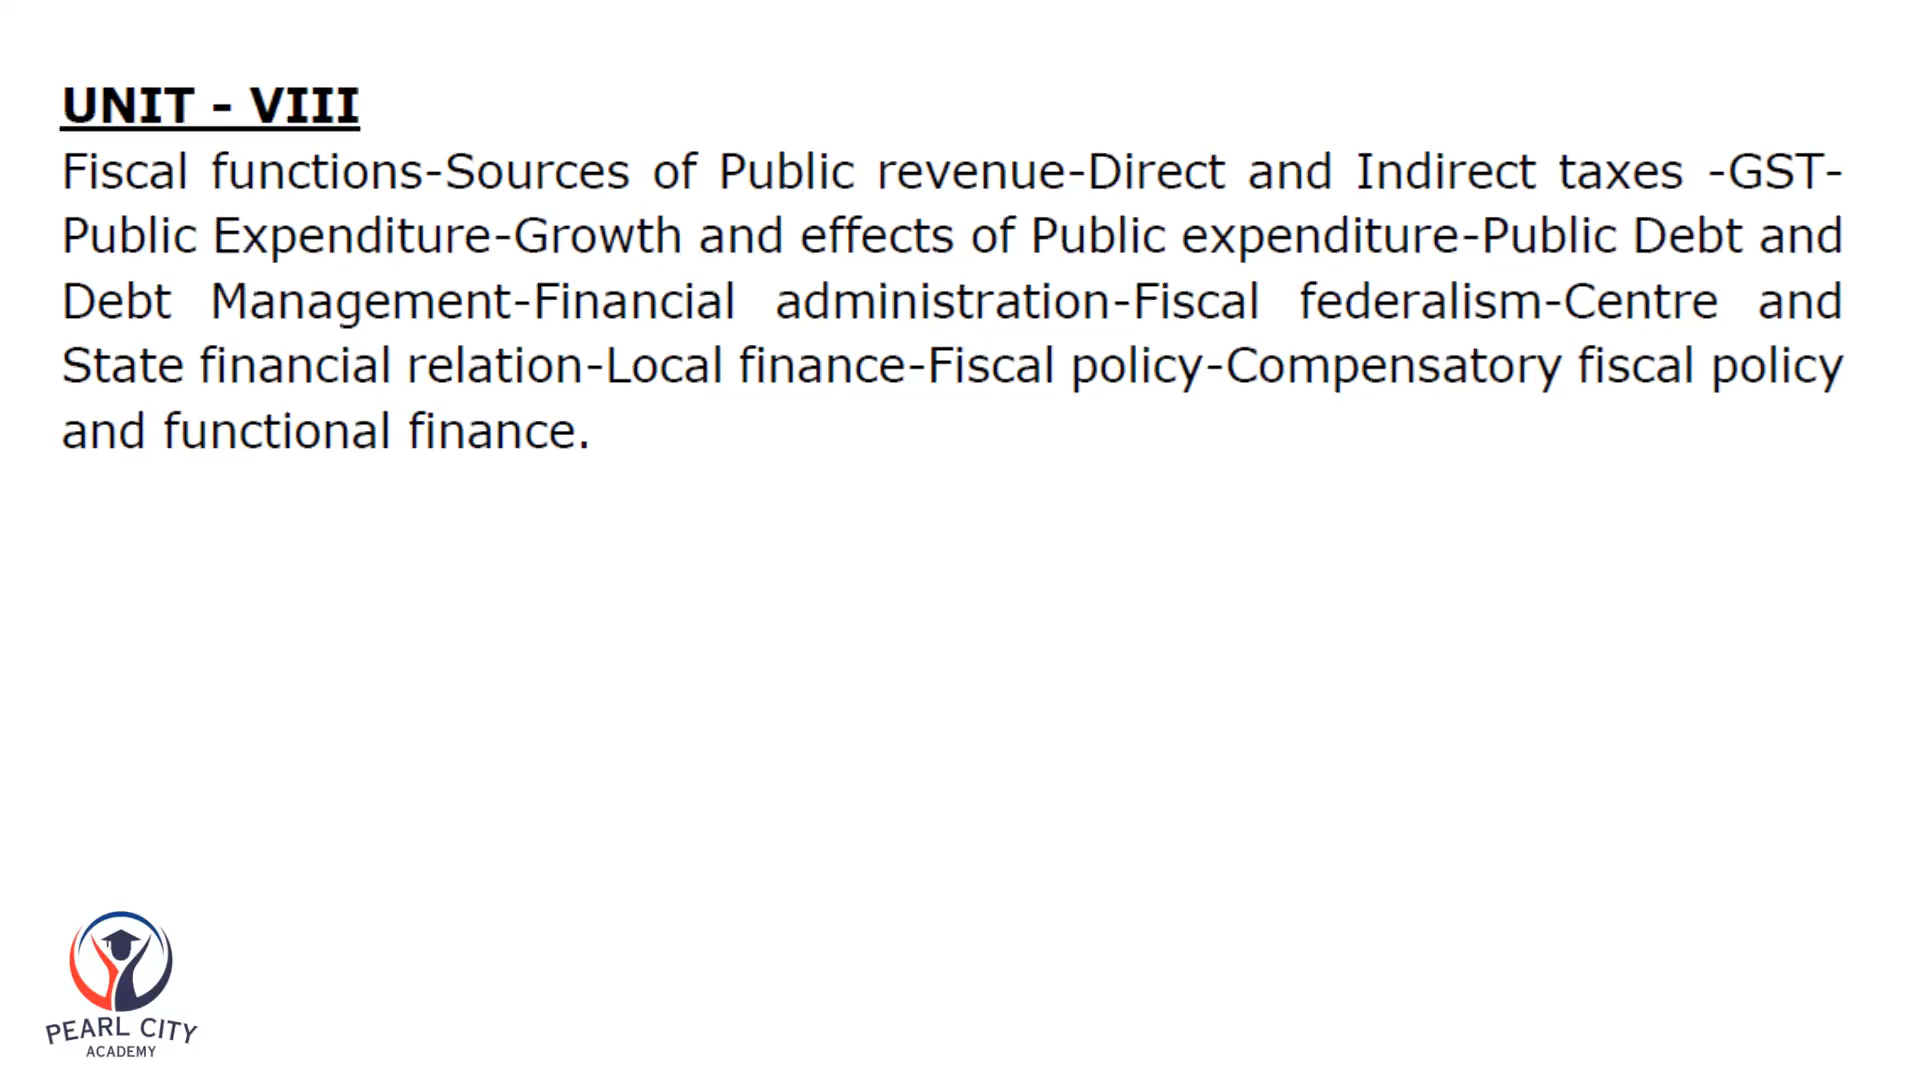 UNIT - VIII
Fiscal functions-Sources of Public revenue-Direct and Indirect taxes -GST-
Public Expenditure-Growth and effects of Public expenditure-Public Debt and
Debt Management-Financial administration-Fiscal federalism-Centre and
State financial relation-Local finance-Fiscal policy-Compensatory fiscal policy
and functional finance.
PEARL CITY
ACADEMY